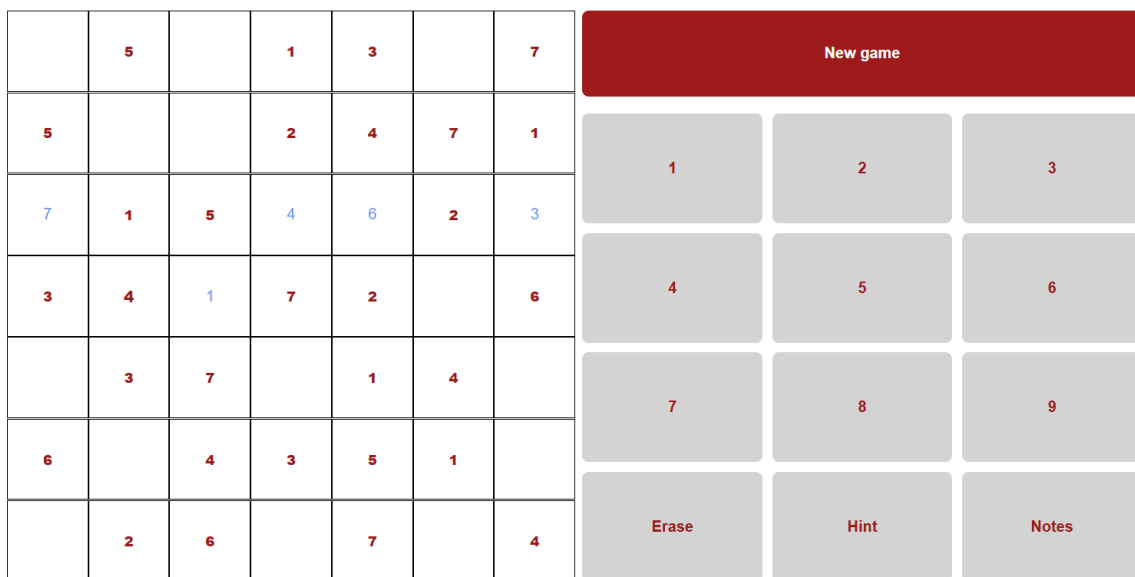 5 1 3 7
5 2 4 7 1
7 1 5 4 6 2 3
3 4 1 7 2 6
3 7 1 4
6 4 3 5 1
2 6 7 4
New game
1 2 3
4 5 6
7 8 9
Erase Hint Notes